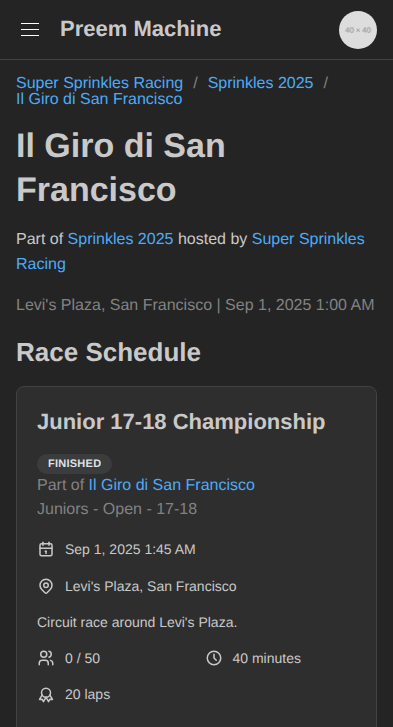 Preem Machine
40 × 40
Super Sprinkles Racing / Sprinkles 2025 /
Il Giro di San Francisco
Il Giro di San
Francisco
Part of Sprinkles 2025 hosted by Super Sprinkles
Racing
Levi's Plaza, San Francisco | Sep 1, 2025 1:00 AM
Race Schedule
Junior 17-18 Championship
FINISHED
Part of Il Giro di San Francisco
Juniors - Open - 17-18
Sep 1, 2025 1:45 AM
Levi's Plaza, San Francisco
Circuit race around Levi's Plaza.
0 / 50 40 minutes
20 laps